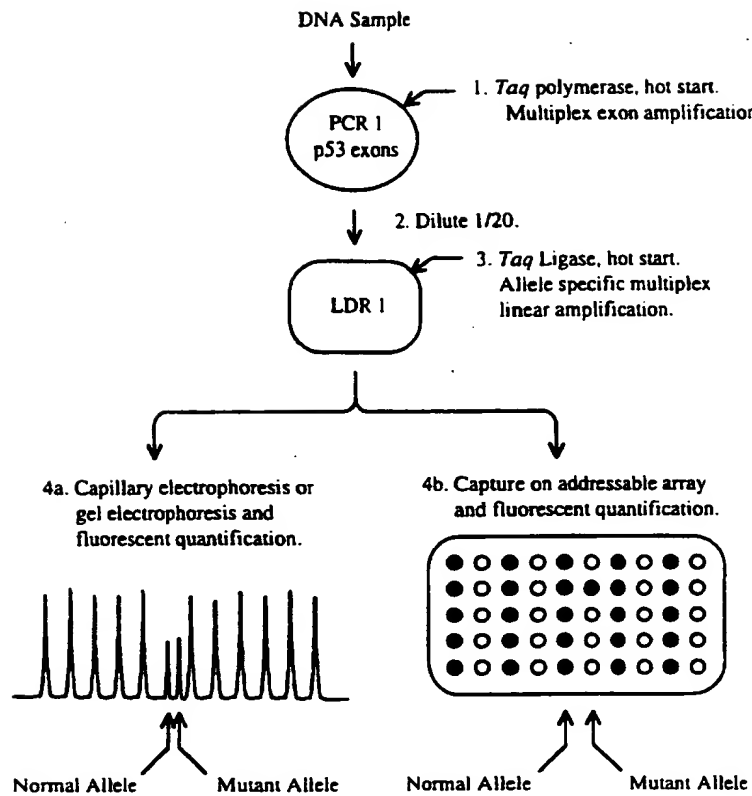 DNA Sample
1. Taq polymerase, hot start.
Multiplex exon amplification
PCR 1
p53 exons
2. Dilute 1/20.
3. Taq Ligase, hot start.
Allele specific multiplex
linear amplification.
LDR 1
4a. Capillary electrophoresis or
gel electrophoresis and
fluorescent quantification.
4b. Capture on addressable array
and fluorescent quantification.
Normal Allele
Mutant Allele
Normal Allele
Mutant Allele